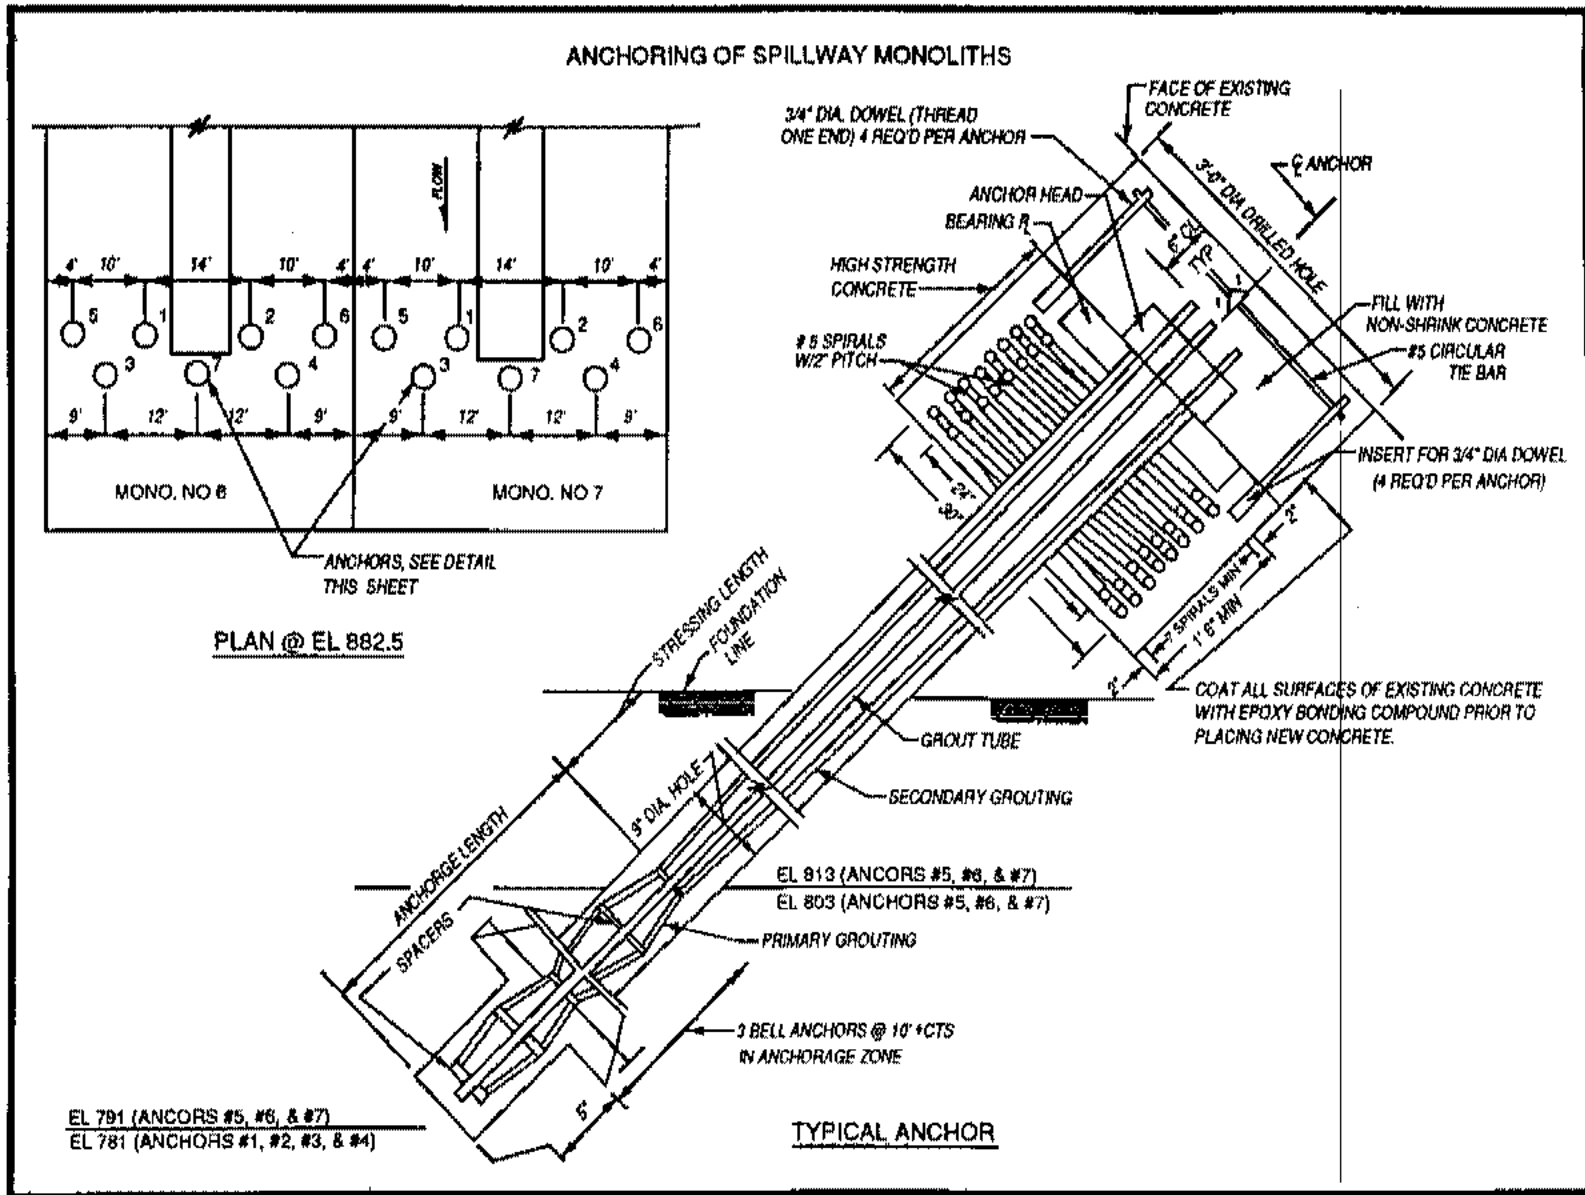 ANCHORING OF SPILLWAY MONOLITHS
FLOW
4'
10'
14'
10'
4'
4'
10'
14'
10'
4'
5
1
2
6
5
1
2
6
3
7
4
3
7
4
9'
12'
12'
9'
9'
12'
12'
9'
MONO. NO 6
MONO. NO 7
ANCHORS, SEE DETAIL
THIS SHEET
PLAN @ EL 882.5
3/4" DIA. DOWEL (THREAD
ONE END) 4 REQ'D PER ANCHOR
FACE OF EXISTING
CONCRETE
3'-0" DIA DRILLED HOLE
℄ ANCHOR
ANCHOR HEAD
BEARING ℞
TYP
HIGH STRENGTH
CONCRETE
FILL WITH
NON-SHRINK CONCRETE
# 5 SPIRALS
W/2" PITCH
#5 CIRCULAR
TIE BAR
INSERT FOR 3/4" DIA DOWEL
(4 REQ'D PER ANCHOR)
24"
2"
7 SPIRALS MIN
1' 6" MIN
2"
COAT ALL SURFACES OF EXISTING CONCRETE
WITH EPOXY BONDING COMPOUND PRIOR TO
PLACING NEW CONCRETE.
STRESSING LENGTH
FOUNDATION
LINE
GROUT TUBE
SECONDARY GROUTING
9" DIA. HOLE
ANCHORGE LENGTH
SPACERS
EL 813 (ANCORS #5, #6, & #7)
EL 803 (ANCHORS #5, #6, & #7)
PRIMARY GROUTING
3 BELL ANCHORS @ 10' +CTS
IN ANCHORAGE ZONE
EL 791 (ANCORS #5, #6, & #7)
EL 781 (ANCHORS #1, #2, #3, & #4)
TYPICAL ANCHOR